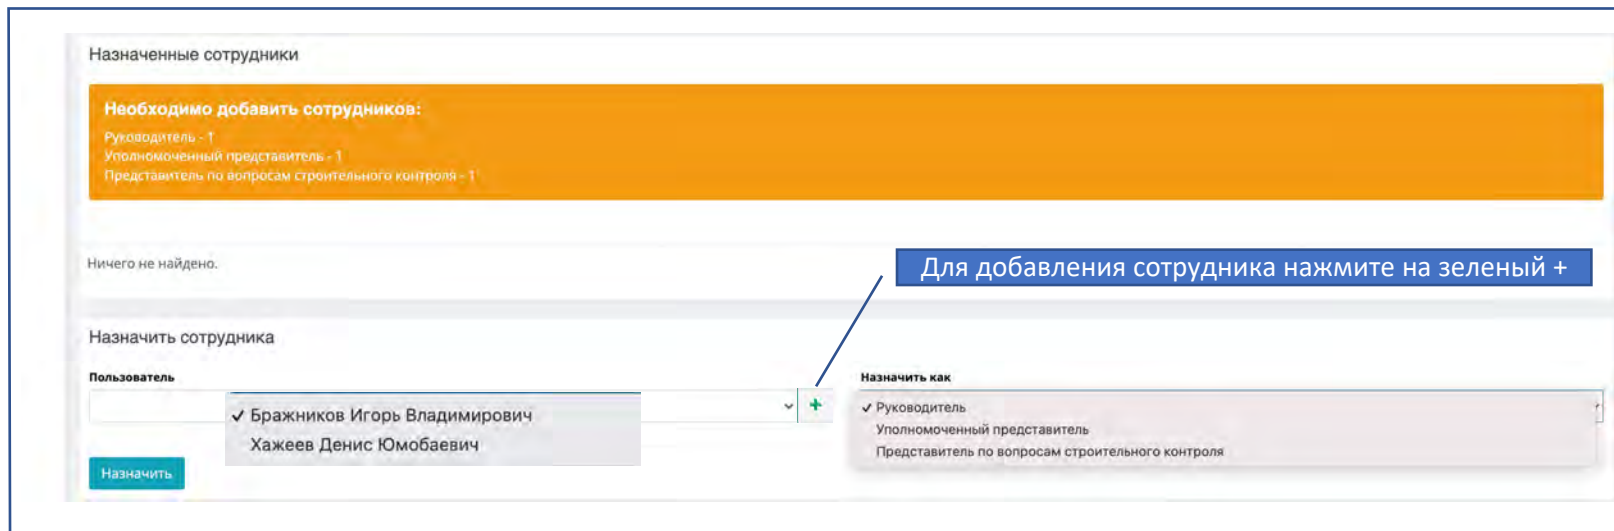 Назначенные сотрудники
Необходимо добавить сотрудников:
Руководитель - 1
Уполномоченный представитель - 1
Представитель по вопросам строительного контроля - 1
Ничего не найдено.
Для добавления сотрудника нажмите на зеленый +
Назначить сотрудника
Пользователь
✓ Бражников Игорь Владимирович
Хажеев Денис Юмобаевич
+
Назначить как
✓ Руководитель
Уполномоченный представитель
Представитель по вопросам строительного контроля
Назначить